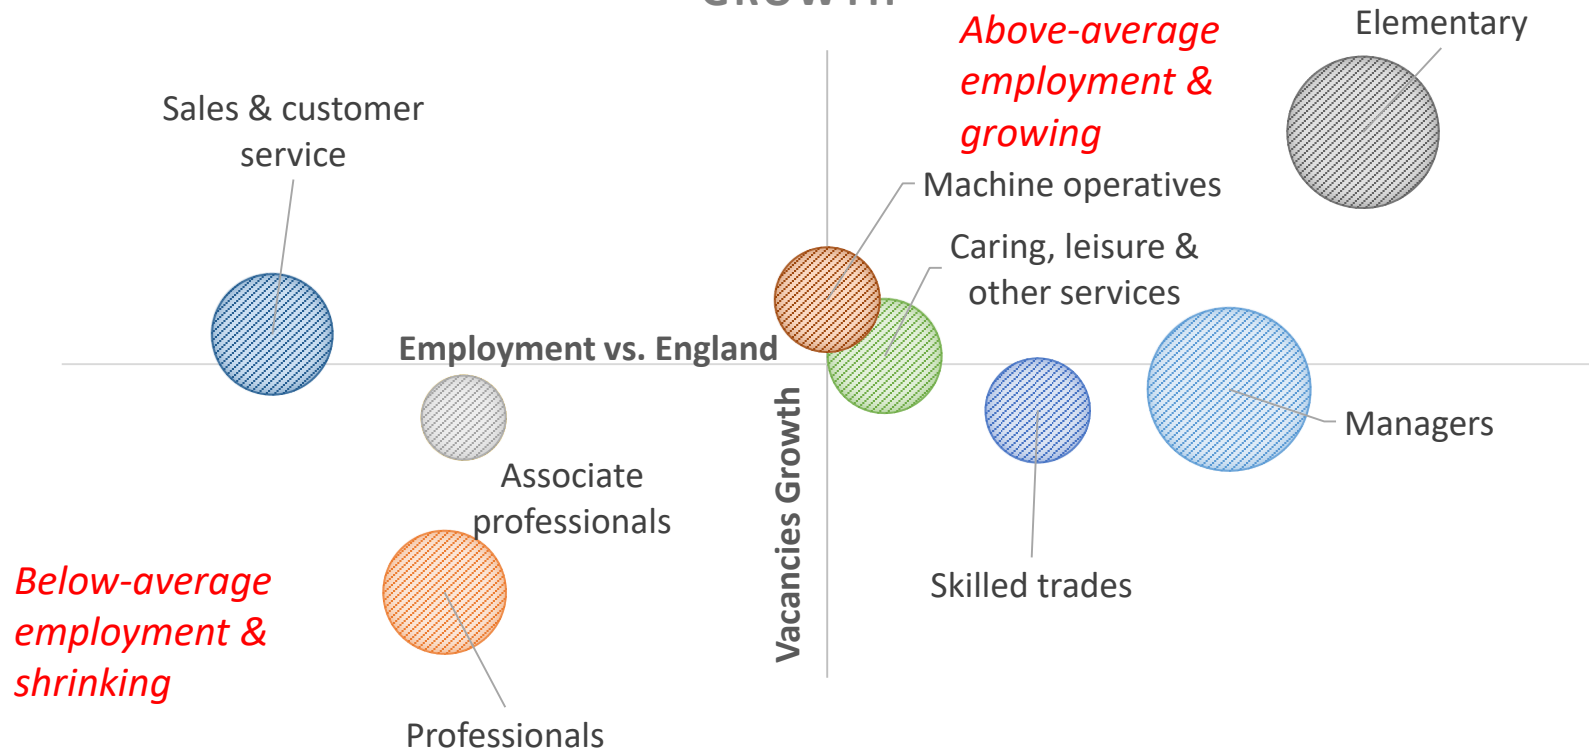 GROWTH
Above-average
employment &
growing
Elementary
Sales & customer
service
Machine operatives
Caring, leisure &
other services
Employment vs. England
Vacancies Growth
Managers
Associate
professionals
Skilled trades
Below-average
employment &
shrinking
Professionals